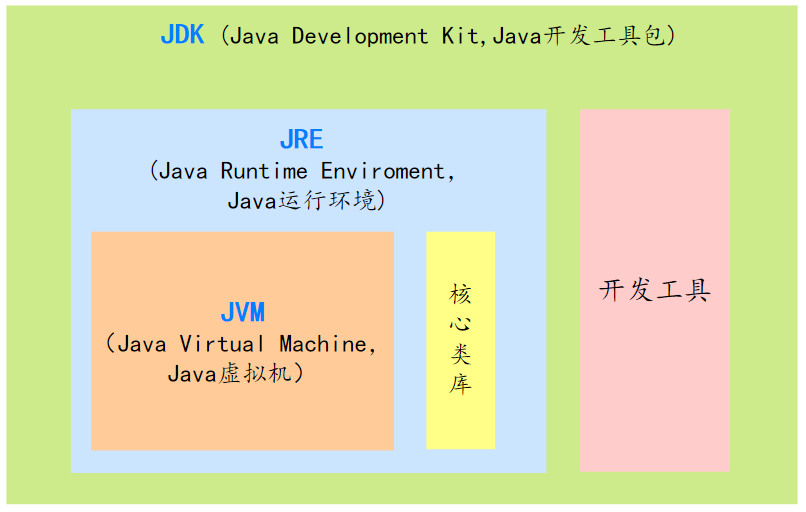 JDK (Java Development Kit,Java开发工具包)
JRE
(Java Runtime Enviroment,
Java运行环境)
JVM
（Java Virtual Machine,
Java虚拟机）
核
心
类
库
开发工具